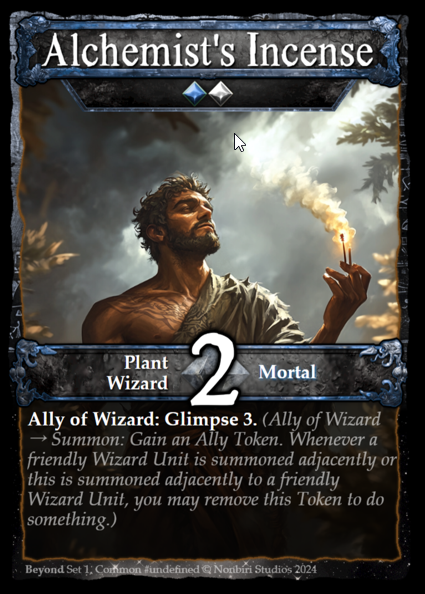 Alchemist's Incense
Plant
Wizard
2
Mortal
Ally of Wizard: Glimpse 3. (Ally of Wizard
→ Summon: Gain an Ally Token. Whenever a
friendly Wizard Unit is summoned adjacently or
this is summoned adjacently to a friendly
Wizard Unit, you may remove this Token to do
something.)
Beyond Set 1, Common #undefined © Nonbiri Studios 2024